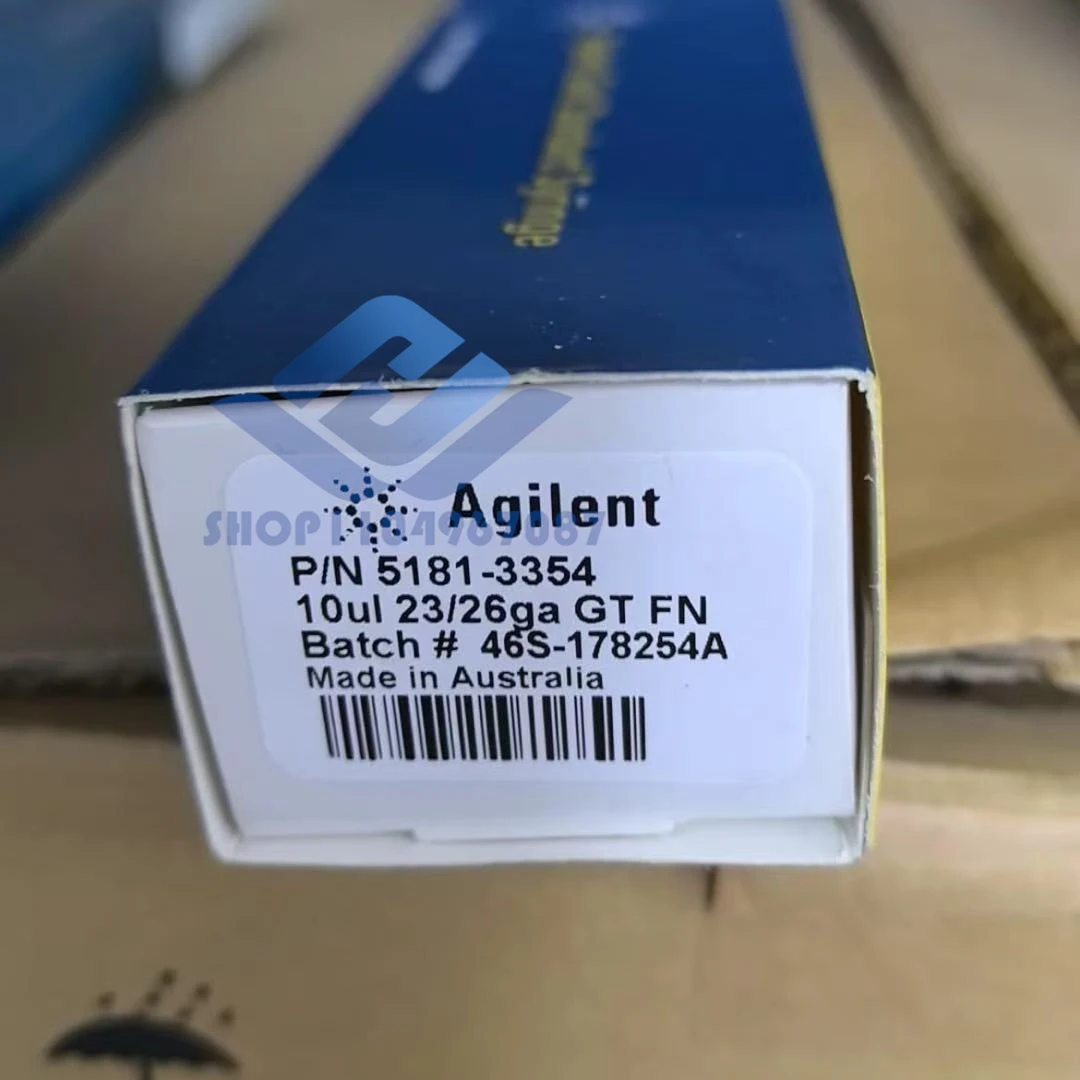 Agilent
P/N 5181-3354
10ul 23/26ga GT FN
Batch # 46S-178254A
Made in Australia